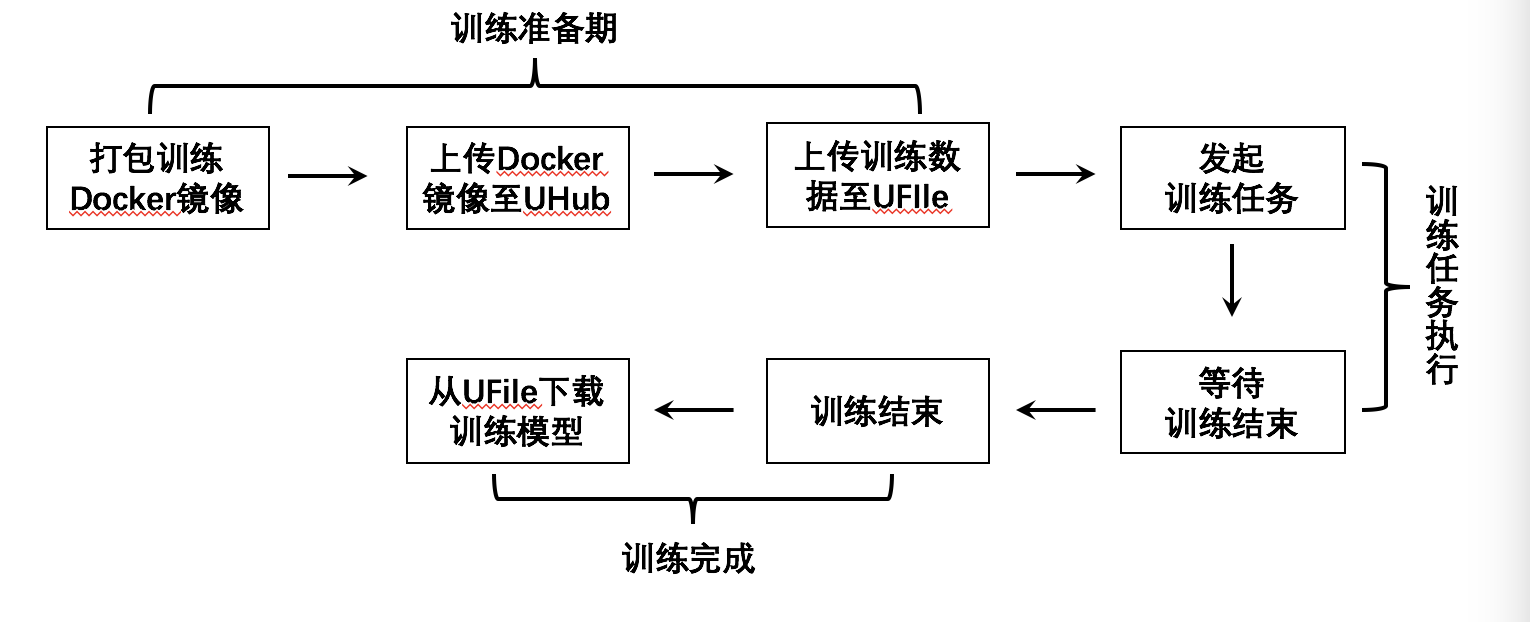 训练准备期
打包训练
Docker镜像
上传Docker
镜像至UHub
上传训练数
据至UFIle
发起
训练任务
训练任务执行
等待
训练结束
训练结束
从UFile下载
训练模型
训练完成